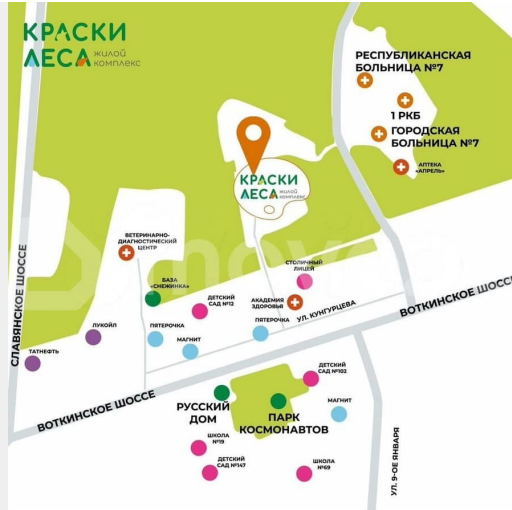 КРАСКИ
ЛЕСА
жилой
комплекс
РЕСПУБЛИКАНСКАЯ
БОЛЬНИЦА №7
1 РКБ
ГОРОДСКАЯ
БОЛЬНИЦА №7
АПТЕКА
«АПРЕЛЬ»
КРАСКИ
ЛЕСА
жилой
комплекс
ВЕТЕРИНАРНО-
ДИАГНОСТИЧЕСКИЙ
ЦЕНТР
СТОЛИЧНЫЙ
ЛИЦЕЙ
БАЗА
«СНЕЖИНКА»
ДЕТСКИЙ
САД №12
АКАДЕМИЯ
ЗДОРОВЬЯ
УЛ. КУНГУРЦЕВА
СЛАВЯНСКОЕ ШОССЕ
ВОТКИНСКОЕ ШОССЕ
ЛУКОЙЛ
ПЯТЕРОЧКА
ПЯТЕРОЧКА
МАГНИТ
ТАТНЕФТЬ
ДЕТСКИЙ
САД №102
ВОТКИНСКОЕ ШОССЕ
РУССКИЙ
ДОМ
ПАРК
КОСМОНАВТОВ
МАГНИТ
ШКОЛА
№19
ДЕТСКИЙ
САД №147
ШКОЛА
№69
УЛ. 9-ОЕ ЯНВАРЯ